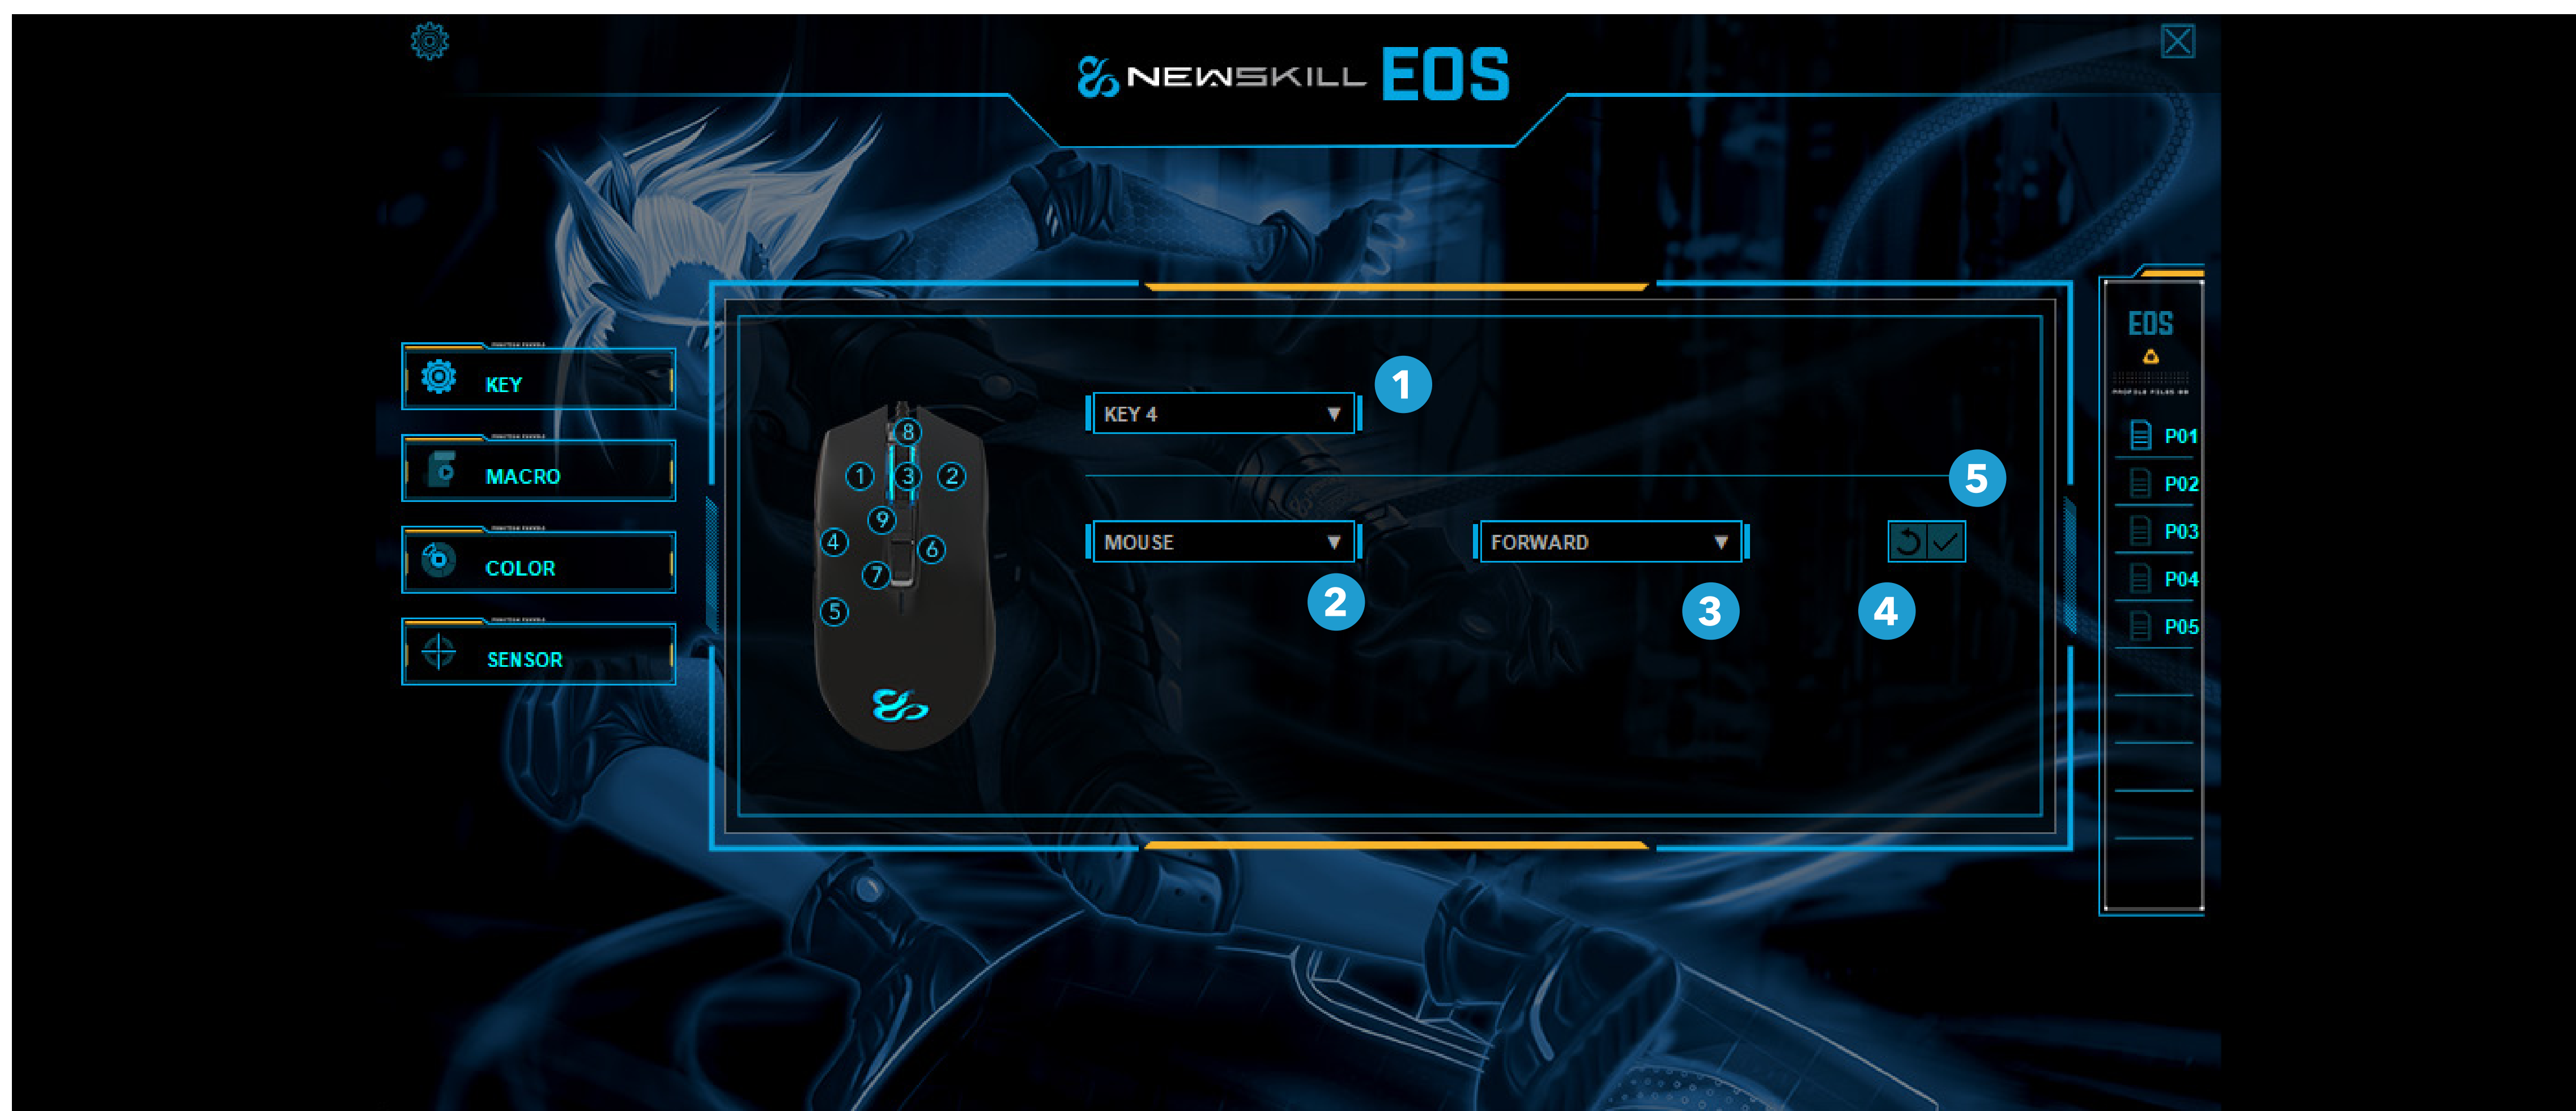 NEWSKILL EOS
KEY
MACRO
COLOR
SENSOR
8
1
3
2
9
4
6
7
5
KEY 4
1
5
MOUSE
FORWARD
2
3
4
EOS
P01
P02
P03
P04
P05